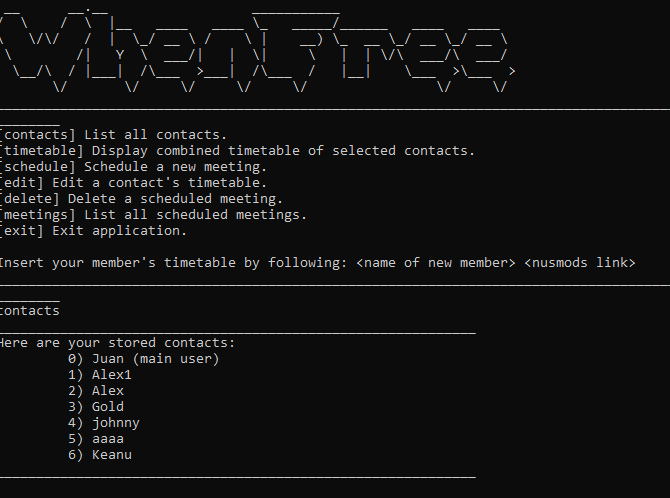 WhenFree
[contacts] List all contacts.
[timetable] Display combined timetable of selected contacts.
[schedule] Schedule a new meeting.
[edit] Edit a contact's timetable.
[delete] Delete a scheduled meeting.
[meetings] List all scheduled meetings.
[exit] Exit application.
Insert your member's timetable by following: <name of new member> <nusmods link>
contacts
Here are your stored contacts:
0) Juan (main user)
1) Alex1
2) Alex
3) Gold
4) johnny
5) aaaa
6) Keanu